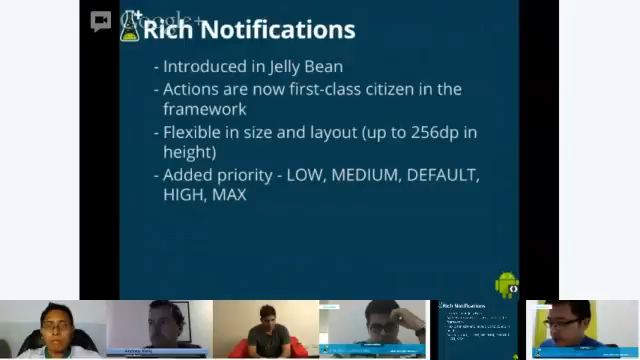 Google+
Rich Notifications
- Introduced in Jelly Bean
- Actions are now first-class citizen in the
framework
- Flexible in size and layout (up to 256dp in
height)
- Added priority - LOW, MEDIUM, DEFAULT,
HIGH, MAX
Rich Notifications